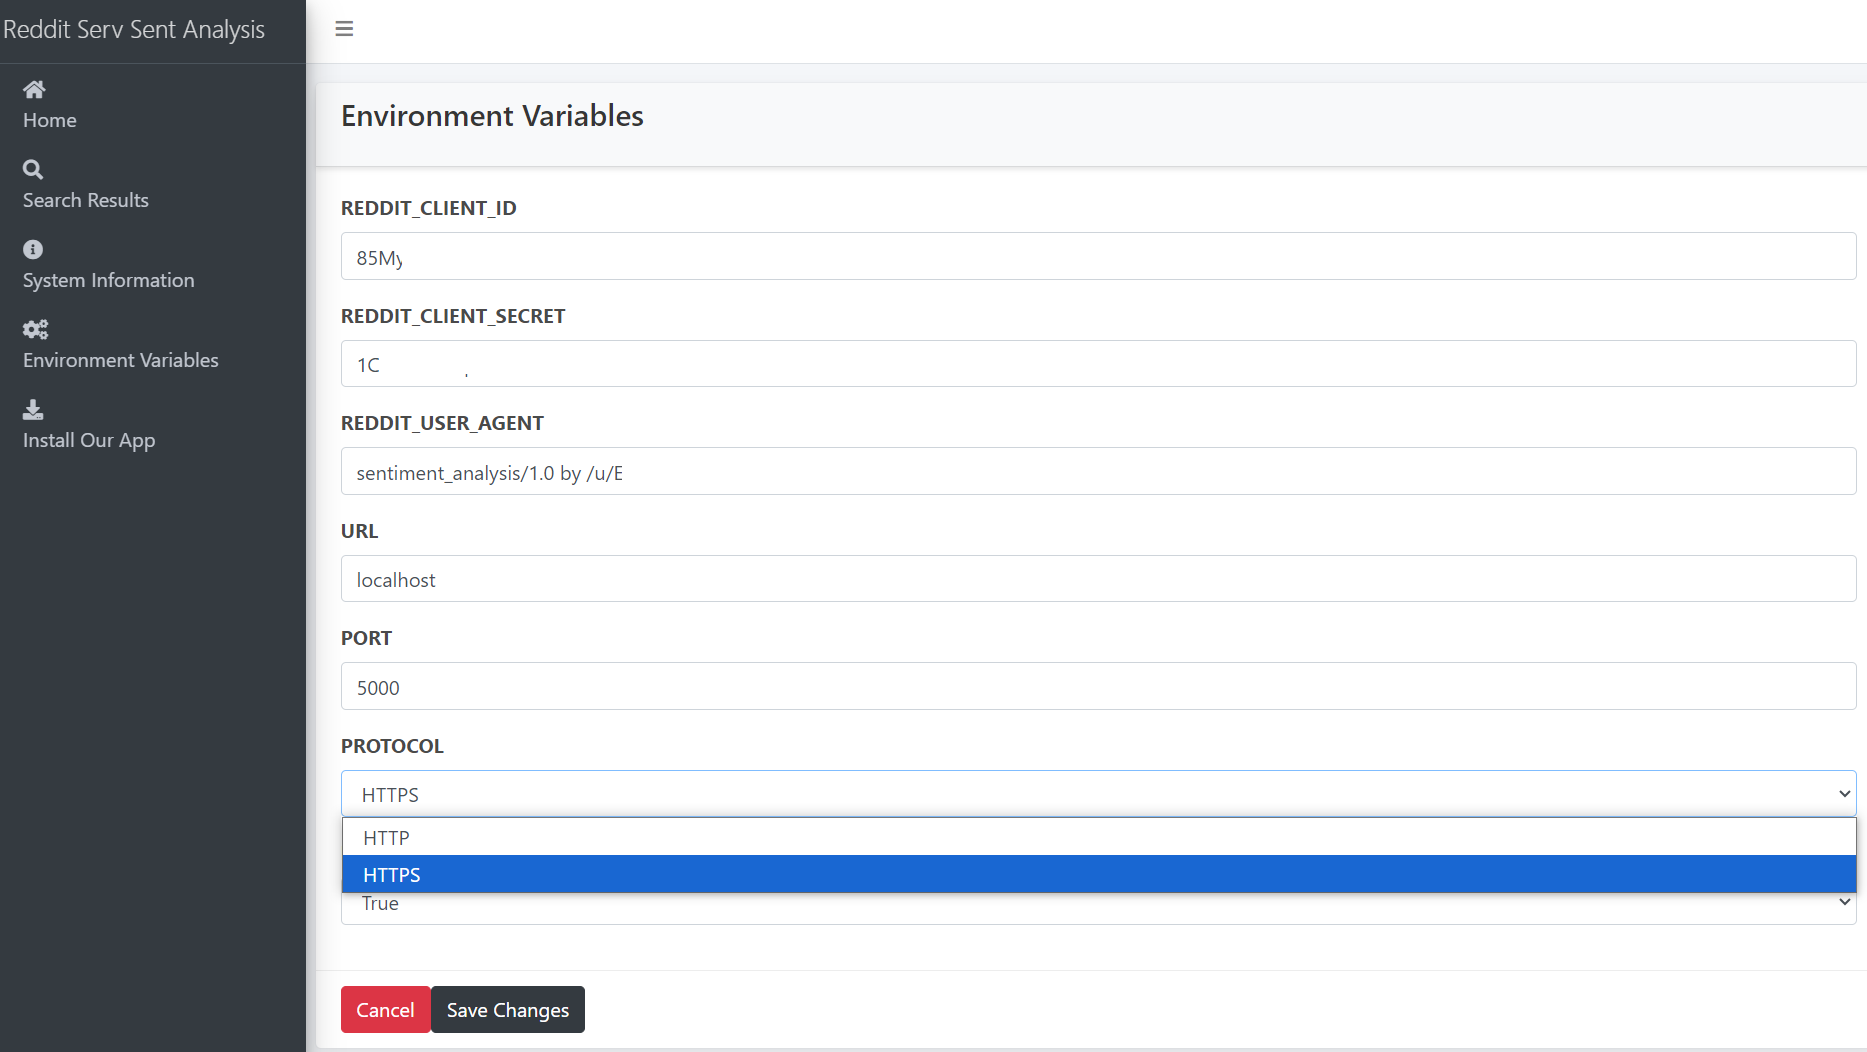 Reddit Serv Sent Analysis
Home
Search Results
System Information
Environment Variables
Install Our App
Environment Variables
REDDIT_CLIENT_ID
85My
REDDIT_CLIENT_SECRET
1C
REDDIT_USER_AGENT
sentiment_analysis/1.0 by /u/E
URL
localhost
PORT
5000
PROTOCOL
HTTPS
HTTP
HTTPS
True
Cancel
Save Changes